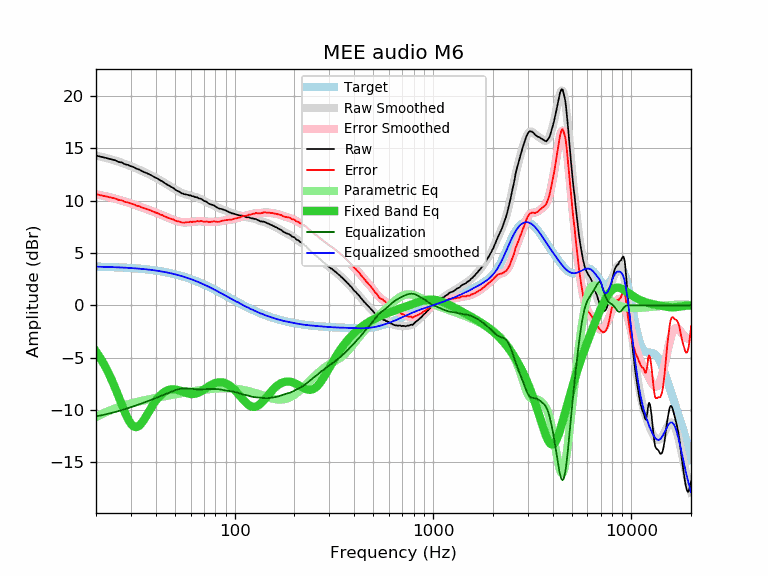 MEE audio M6
20
15
10
5
0
−5
−10
−15
Amplitude (dBr)
Target
Raw Smoothed
Error Smoothed
Raw
Error
Parametric Eq
Fixed Band Eq
Equalization
Equalized smoothed
100
1000
10000
Frequency (Hz)